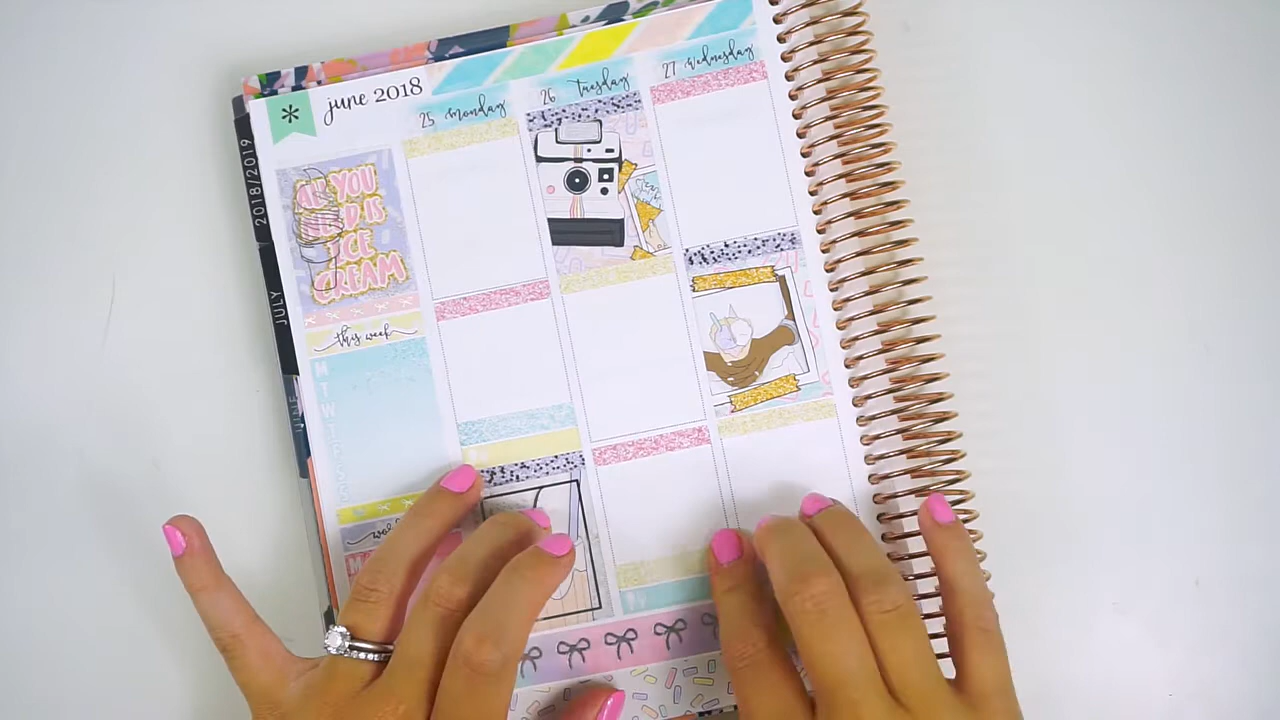 * june 2018
25 monday
26 tuesday
27 wednesday
2018/2019
ALL YOU
NEED IS
ICE
CREAM
this week
JULY
M
T
W
JUNE